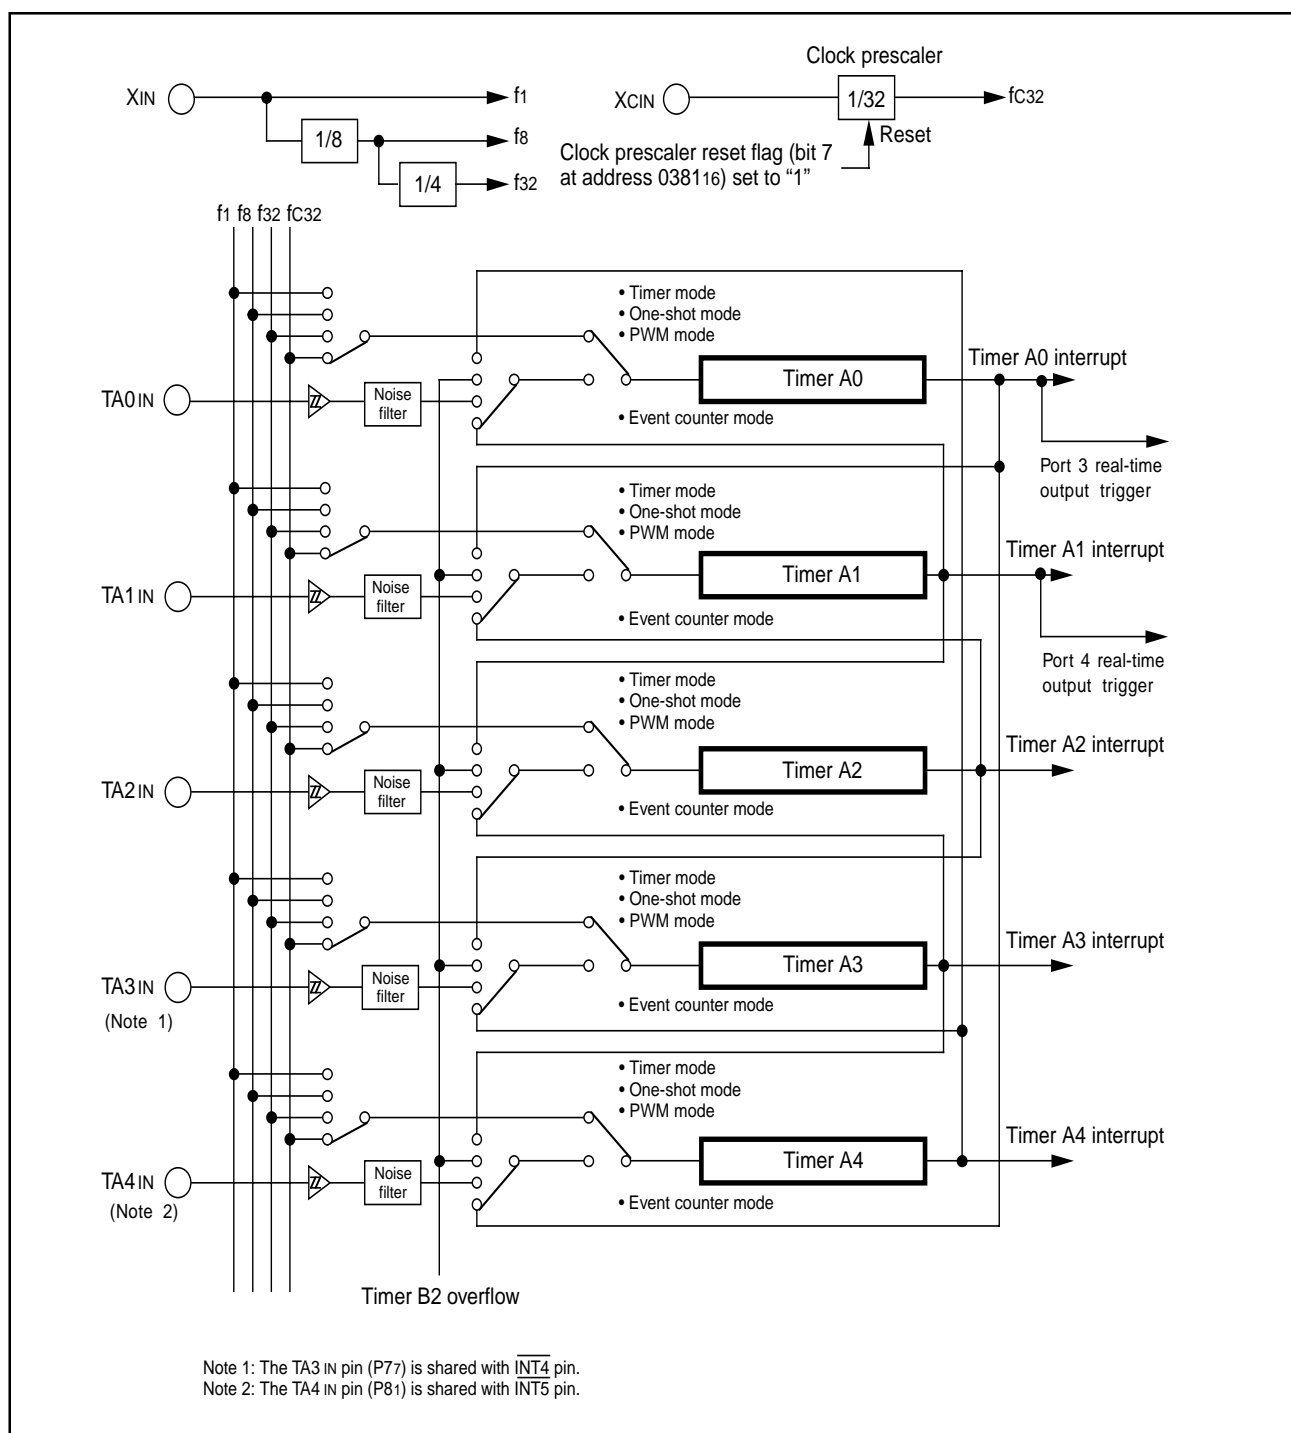 Clock prescaler
XIN
f1
XCIN
1/32
fC32
1/8
f8
Reset
Clock prescaler reset flag (bit 7
at address 038116) set to “1”
1/4
f32
f1 f8 f32 fC32
• Timer mode
• One-shot mode
• PWM mode
Timer A0 interrupt
TA0IN
Noise
filter
Timer A0
• Event counter mode
Port 3 real-time
output trigger
• Timer mode
• One-shot mode
• PWM mode
Timer A1 interrupt
TA1IN
Noise
filter
Timer A1
• Event counter mode
Port 4 real-time
output trigger
• Timer mode
• One-shot mode
• PWM mode
Timer A2 interrupt
TA2IN
Noise
filter
Timer A2
• Event counter mode
• Timer mode
• One-shot mode
• PWM mode
Timer A3 interrupt
TA3IN
(Note 1)
Noise
filter
Timer A3
• Event counter mode
• Timer mode
• One-shot mode
• PWM mode
Timer A4 interrupt
TA4IN
(Note 2)
Noise
filter
Timer A4
• Event counter mode
Timer B2 overflow
Note 1: The TA3IN pin (P77) is shared with INT4 pin.
Note 2: The TA4IN pin (P81) is shared with INT5 pin.